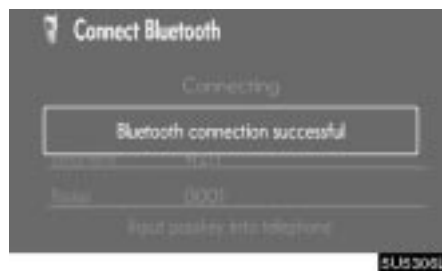 Connect Bluetooth
Connecting
Bluetooth connection successful
0001
Input passkey into telephone